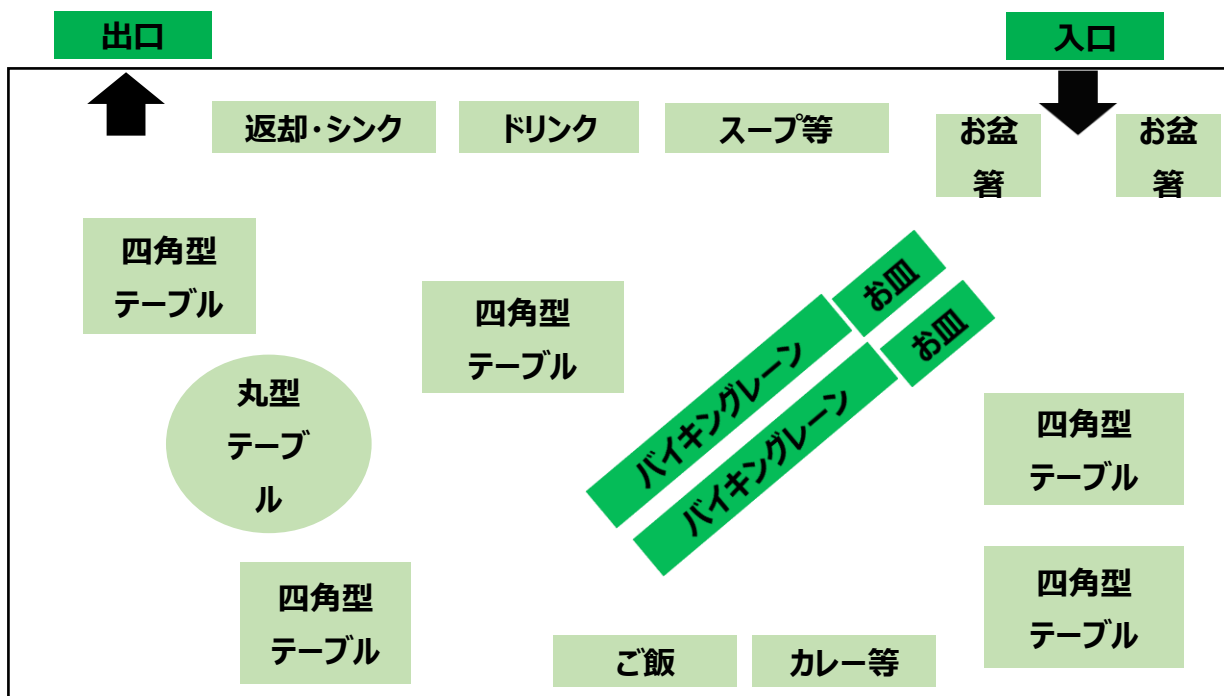 出口
入口
返却・シンク
ドリンク
スープ等
お盆
箸
お盆
箸
四角型
テーブル
四角型
テーブル
お皿
お皿
バイキングレーン
バイキングレーン
丸型
テーブ
ル
四角型
テーブル
四角型
テーブル
四角型
テーブル
ご飯
カレー等